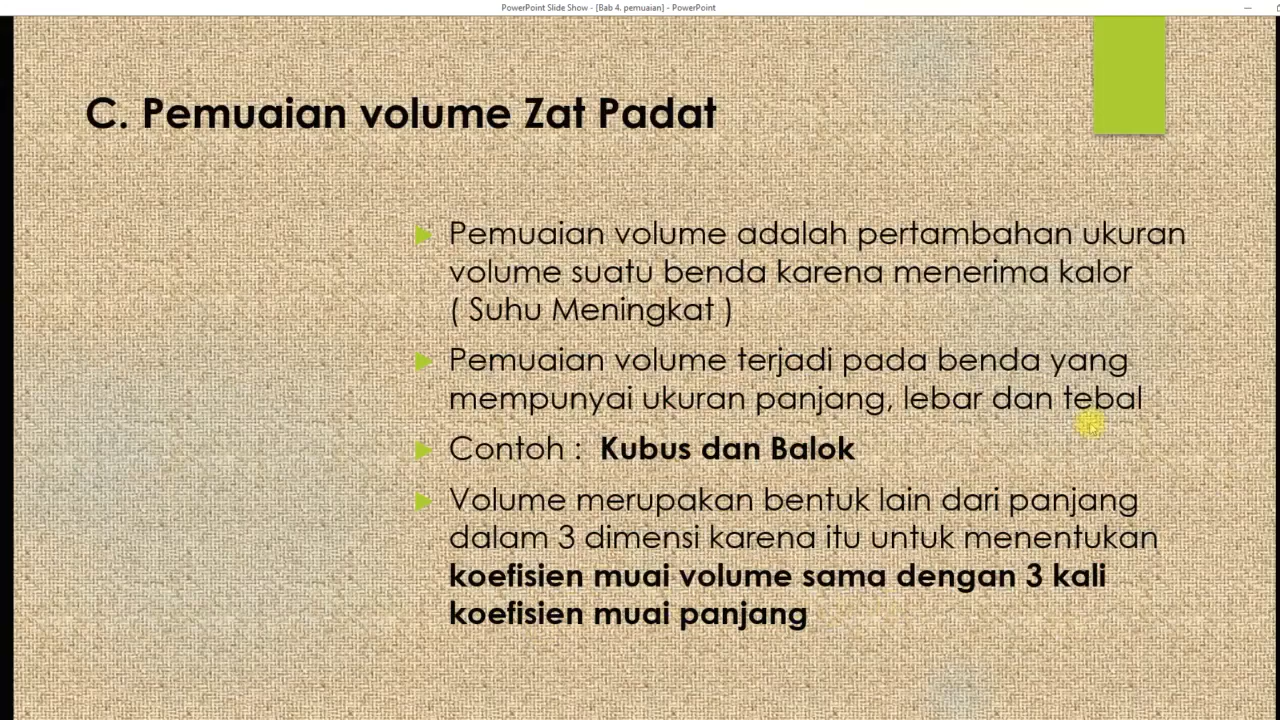 PowerPoint Slide Show - [Bab 4. pemuaian] - PowerPoint
C. Pemuaian volume Zat Padat
Pemuaian volume adalah pertambahan ukuran
volume suatu benda karena menerima kalor
( Suhu Meningkat )
Pemuaian volume terjadi pada benda yang
mempunyai ukuran panjang, lebar dan tebal
Contoh : Kubus dan Balok
Volume merupakan bentuk lain dari panjang
dalam 3 dimensi karena itu untuk menentukan
koefisien muai volume sama dengan 3 kali
koefisien muai panjang